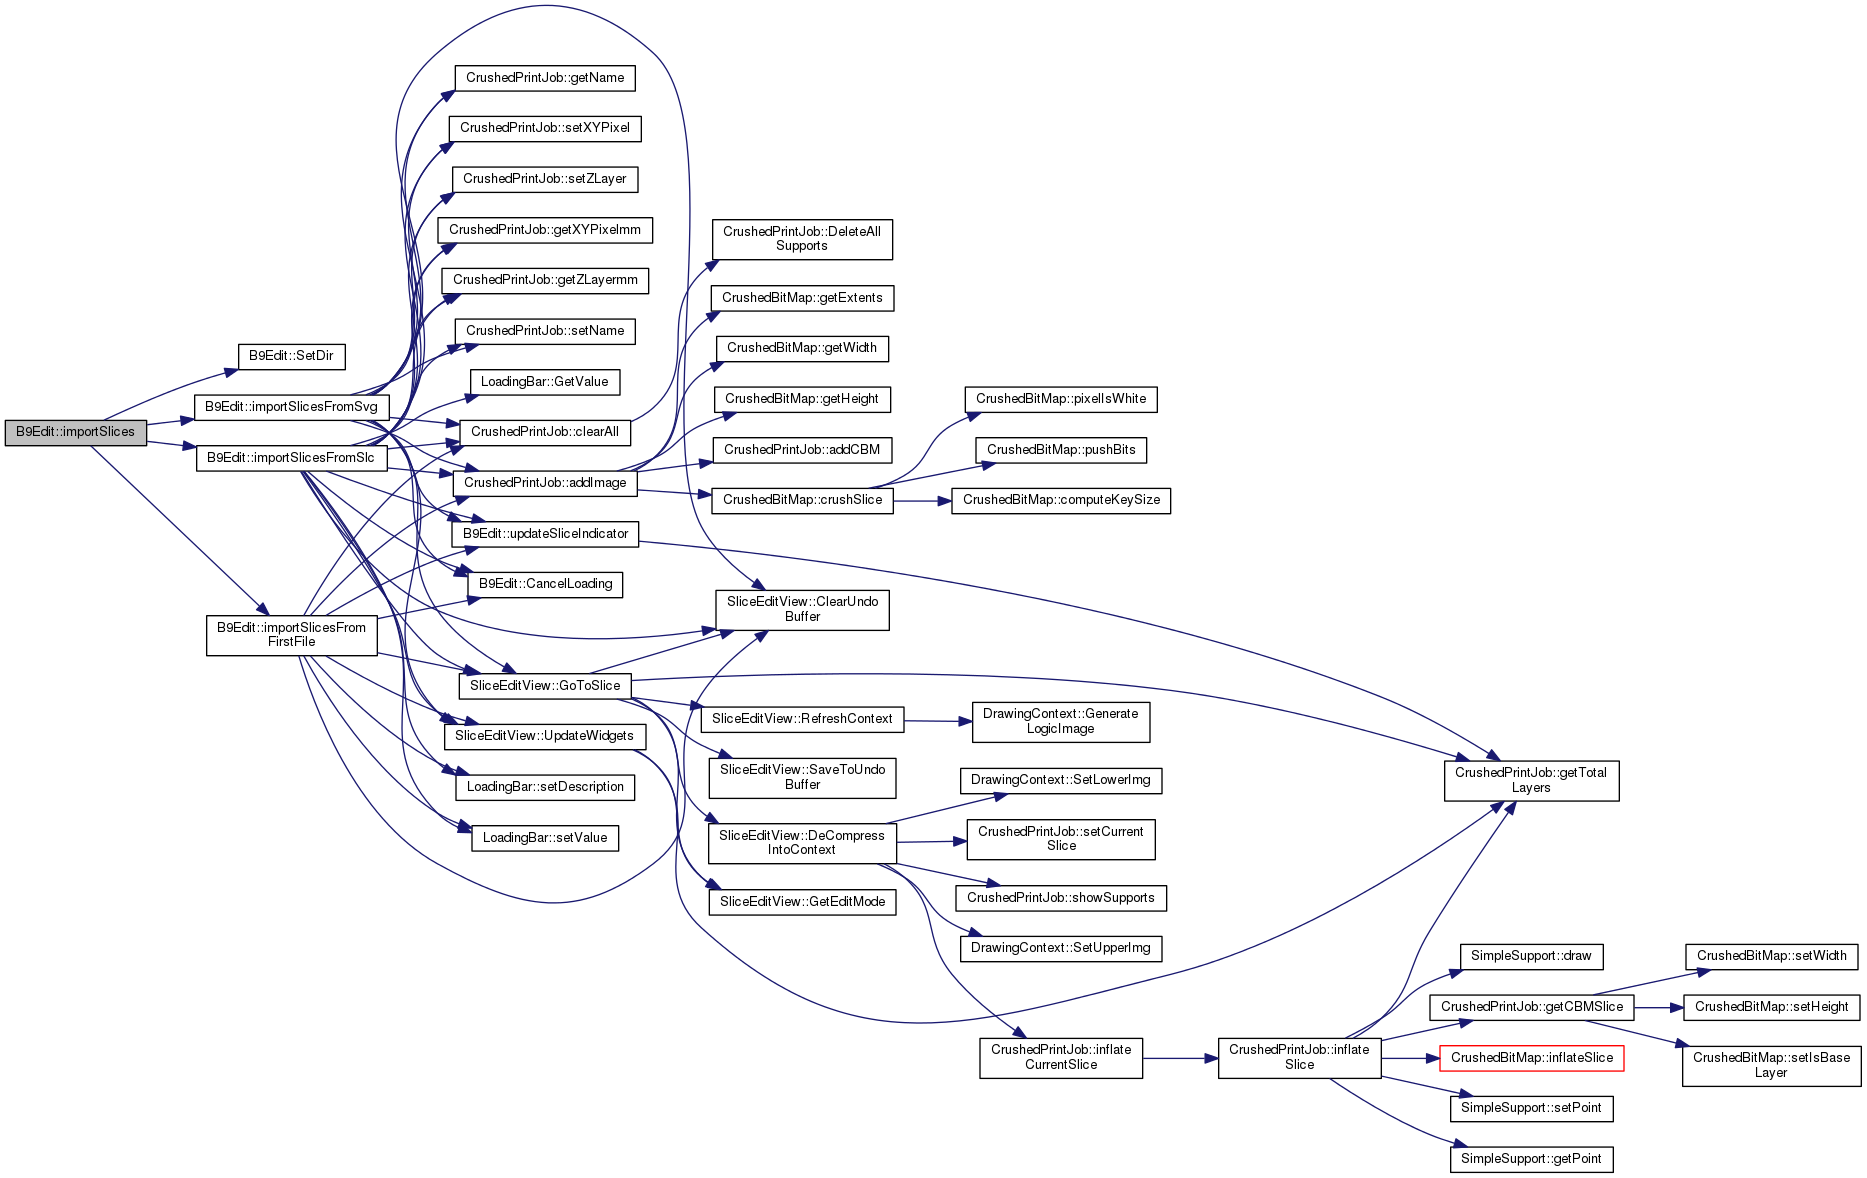 B9Edit::importSlices
B9Edit::SetDir
B9Edit::importSlicesFromSvg
B9Edit::importSlicesFromSlc
B9Edit::importSlicesFrom
FirstFile
CrushedPrintJob::getName
CrushedPrintJob::setXYPixel
CrushedPrintJob::setZLayer
CrushedPrintJob::getXYPixelmm
CrushedPrintJob::getZLayermm
CrushedPrintJob::setName
LoadingBar::GetValue
CrushedPrintJob::clearAll
CrushedPrintJob::addImage
B9Edit::updateSliceIndicator
B9Edit::CancelLoading
SliceEditView::GoToSlice
SliceEditView::UpdateWidgets
LoadingBar::setDescription
LoadingBar::setValue
CrushedPrintJob::DeleteAll
Supports
CrushedBitMap::getExtents
CrushedBitMap::getWidth
CrushedBitMap::getHeight
CrushedPrintJob::addCBM
CrushedBitMap::crushSlice
SliceEditView::ClearUndo
Buffer
SliceEditView::RefreshContext
SliceEditView::SaveToUndo
Buffer
SliceEditView::DeCompress
IntoContext
SliceEditView::GetEditMode
CrushedBitMap::pixelIsWhite
CrushedBitMap::pushBits
CrushedBitMap::computeKeySize
DrawingContext::Generate
LogicImage
DrawingContext::SetLowerImg
CrushedPrintJob::setCurrent
Slice
CrushedPrintJob::showSupports
DrawingContext::SetUpperImg
CrushedPrintJob::inflate
CurrentSlice
CrushedPrintJob::inflate
Slice
CrushedPrintJob::getTotal
Layers
SimpleSupport::draw
CrushedPrintJob::getCBMSlice
CrushedBitMap::inflateSlice
SimpleSupport::setPoint
SimpleSupport::getPoint
CrushedBitMap::setWidth
CrushedBitMap::setHeight
CrushedBitMap::setIsBase
Layer